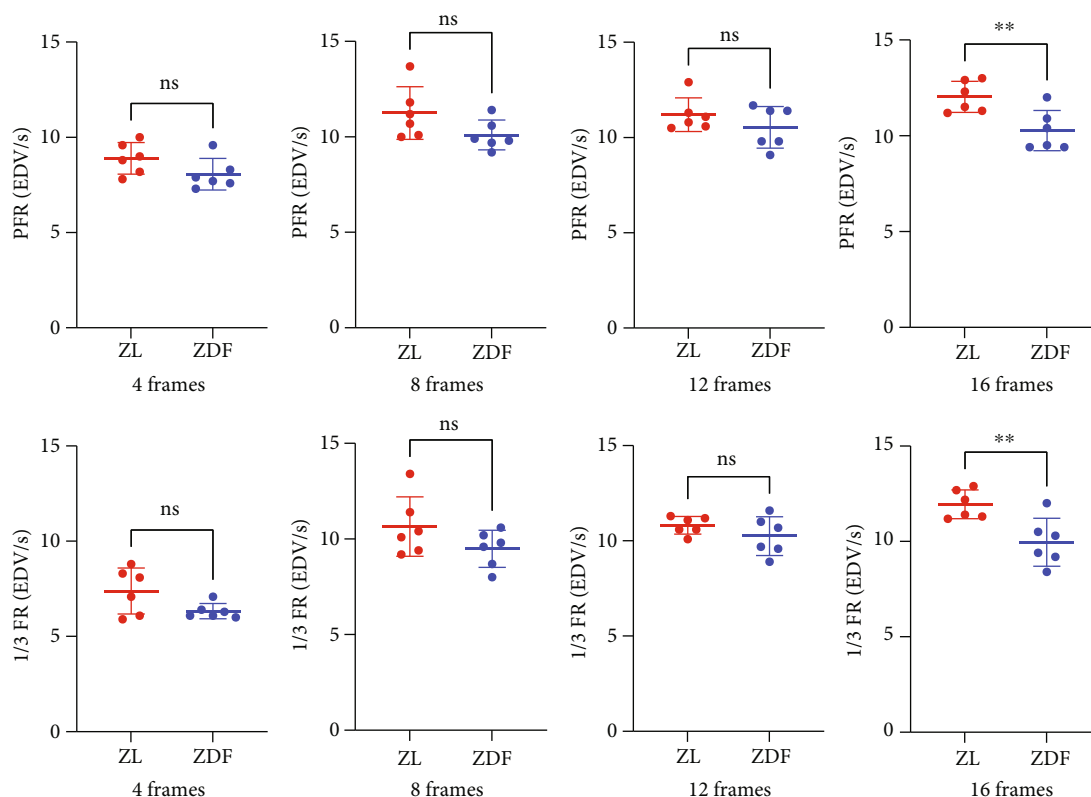 ns
PFR (EDV/s)
15
10
5
0
ZL
ZDF
4 frames
ns
PFR (EDV/s)
15
10
5
0
ZL
ZDF
8 frames
ns
PFR (EDV/s)
15
10
5
0
ZL
ZDF
12 frames
**
PFR (EDV/s)
15
10
5
0
ZL
ZDF
16 frames
ns
1/3 FR (EDV/s)
15
10
5
0
ZL
ZDF
4 frames
ns
1/3 FR (EDV/s)
15
10
5
0
ZL
ZDF
8 frames
ns
1/3 FR (EDV/s)
15
10
5
0
ZL
ZDF
12 frames
**
1/3 FR (EDV/s)
15
10
5
0
ZL
ZDF
16 frames